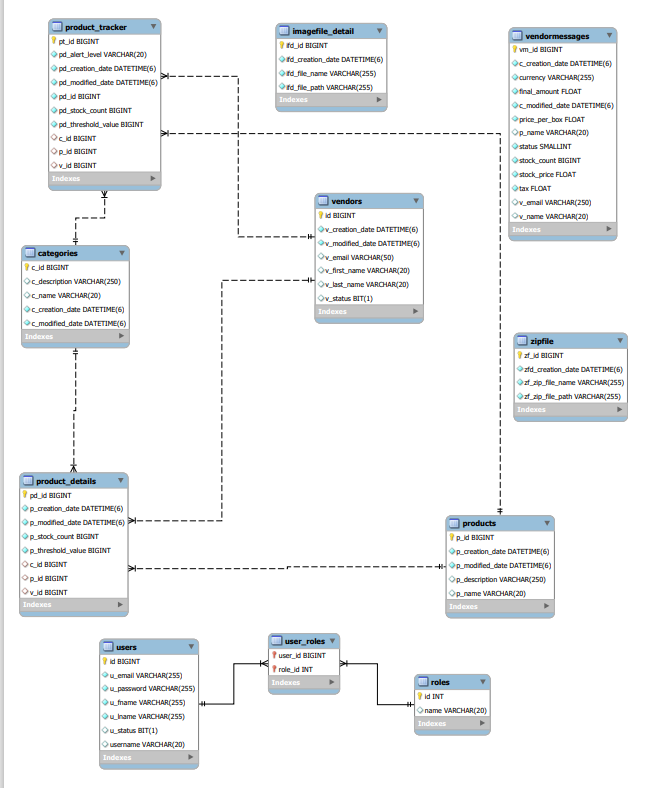 product_tracker
pt_id BIGINT
pd_alert_level VARCHAR(20)
pd_creation_date DATETIME(6)
pd_modified_date DATETIME(6)
pd_id BIGINT
pd_stock_count BIGINT
pd_threshold_value BIGINT
c_id BIGINT
p_id BIGINT
v_id BIGINT
Indexes
imagefile_detail
ifd_id BIGINT
ifd_creation_date DATETIME(6)
ifd_file_name VARCHAR(255)
ifd_file_path VARCHAR(255)
Indexes
vendormessages
vm_id BIGINT
c_creation_date DATETIME(6)
currency VARCHAR(255)
final_amount FLOAT
c_modified_date DATETIME(6)
price_per_box FLOAT
p_name VARCHAR(20)
status SMALLINT
stock_count BIGINT
stock_price FLOAT
tax FLOAT
v_email VARCHAR(250)
v_name VARCHAR(20)
Indexes
vendors
id BIGINT
v_creation_date DATETIME(6)
v_modified_date DATETIME(6)
v_email VARCHAR(50)
v_first_name VARCHAR(20)
v_last_name VARCHAR(20)
v_status BIT(1)
Indexes
categories
c_id BIGINT
c_description VARCHAR(250)
c_name VARCHAR(20)
c_creation_date DATETIME(6)
c_modified_date DATETIME(6)
Indexes
zipfile
zf_id BIGINT
zfd_creation_date DATETIME(6)
zf_zip_file_name VARCHAR(255)
zf_zip_file_path VARCHAR(255)
Indexes
product_details
pd_id BIGINT
p_creation_date DATETIME(6)
p_modified_date DATETIME(6)
p_stock_count BIGINT
p_threshold_value BIGINT
c_id BIGINT
p_id BIGINT
v_id BIGINT
Indexes
products
p_id BIGINT
p_creation_date DATETIME(6)
p_modified_date DATETIME(6)
p_description VARCHAR(250)
p_name VARCHAR(20)
Indexes
users
id BIGINT
u_email VARCHAR(255)
u_password VARCHAR(255)
u_fname VARCHAR(255)
u_lname VARCHAR(255)
u_status BIT(1)
username VARCHAR(20)
Indexes
user_roles
user_id BIGINT
role_id INT
Indexes
roles
id INT
name VARCHAR(20)
Indexes